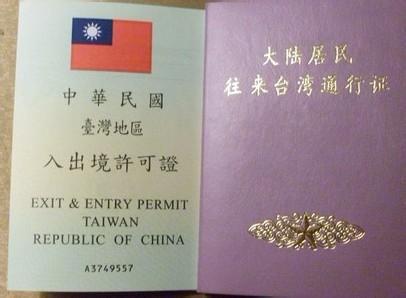 中華民國
臺灣地區
入出境許可證
EXIT & ENTRY PERMIT
TAIWAN
REPUBLIC OF CHINA
A3749557
大陆居民
往来台湾通行证